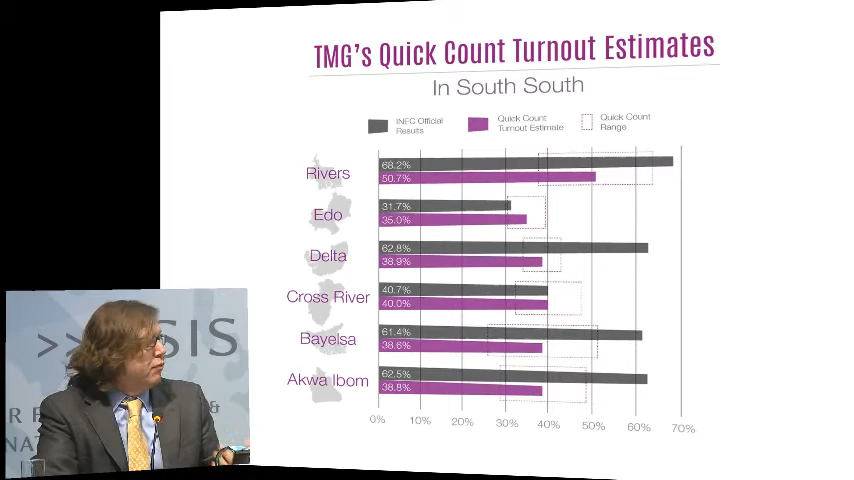 TMG's Quick Count Turnout Estimates
In South South
INEC Official
Results
Quick Count
Turnout Estimate
Quick Count
Range
Rivers
68.2%
50.7%
Edo
31.7%
35.0%
Delta
62.8%
38.9%
Cross River
40.7%
40.0%
Bayelsa
61.4%
38.6%
Akwa Ibom
62.5%
38.8%
0% 10% 20% 30% 40% 50% 60% 70%
>> SIS
&